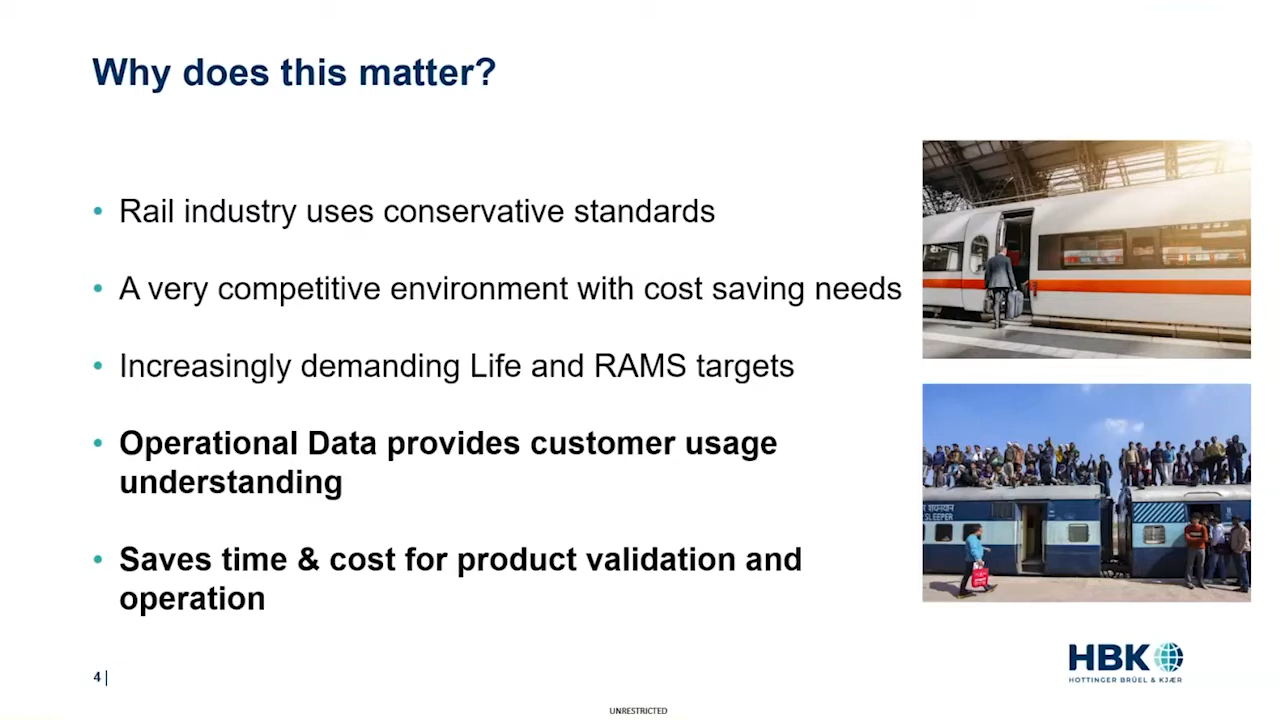 Why does this matter?
• Rail industry uses conservative standards
• A very competitive environment with cost saving needs
• Increasingly demanding Life and RAMS targets
• Operational Data provides customer usage
understanding
• Saves time & cost for product validation and
operation
शयनयान
SLEEPER
HBK
HOTTINGER BRÜEL & KJÆR
4 |
UNRESTRICTED